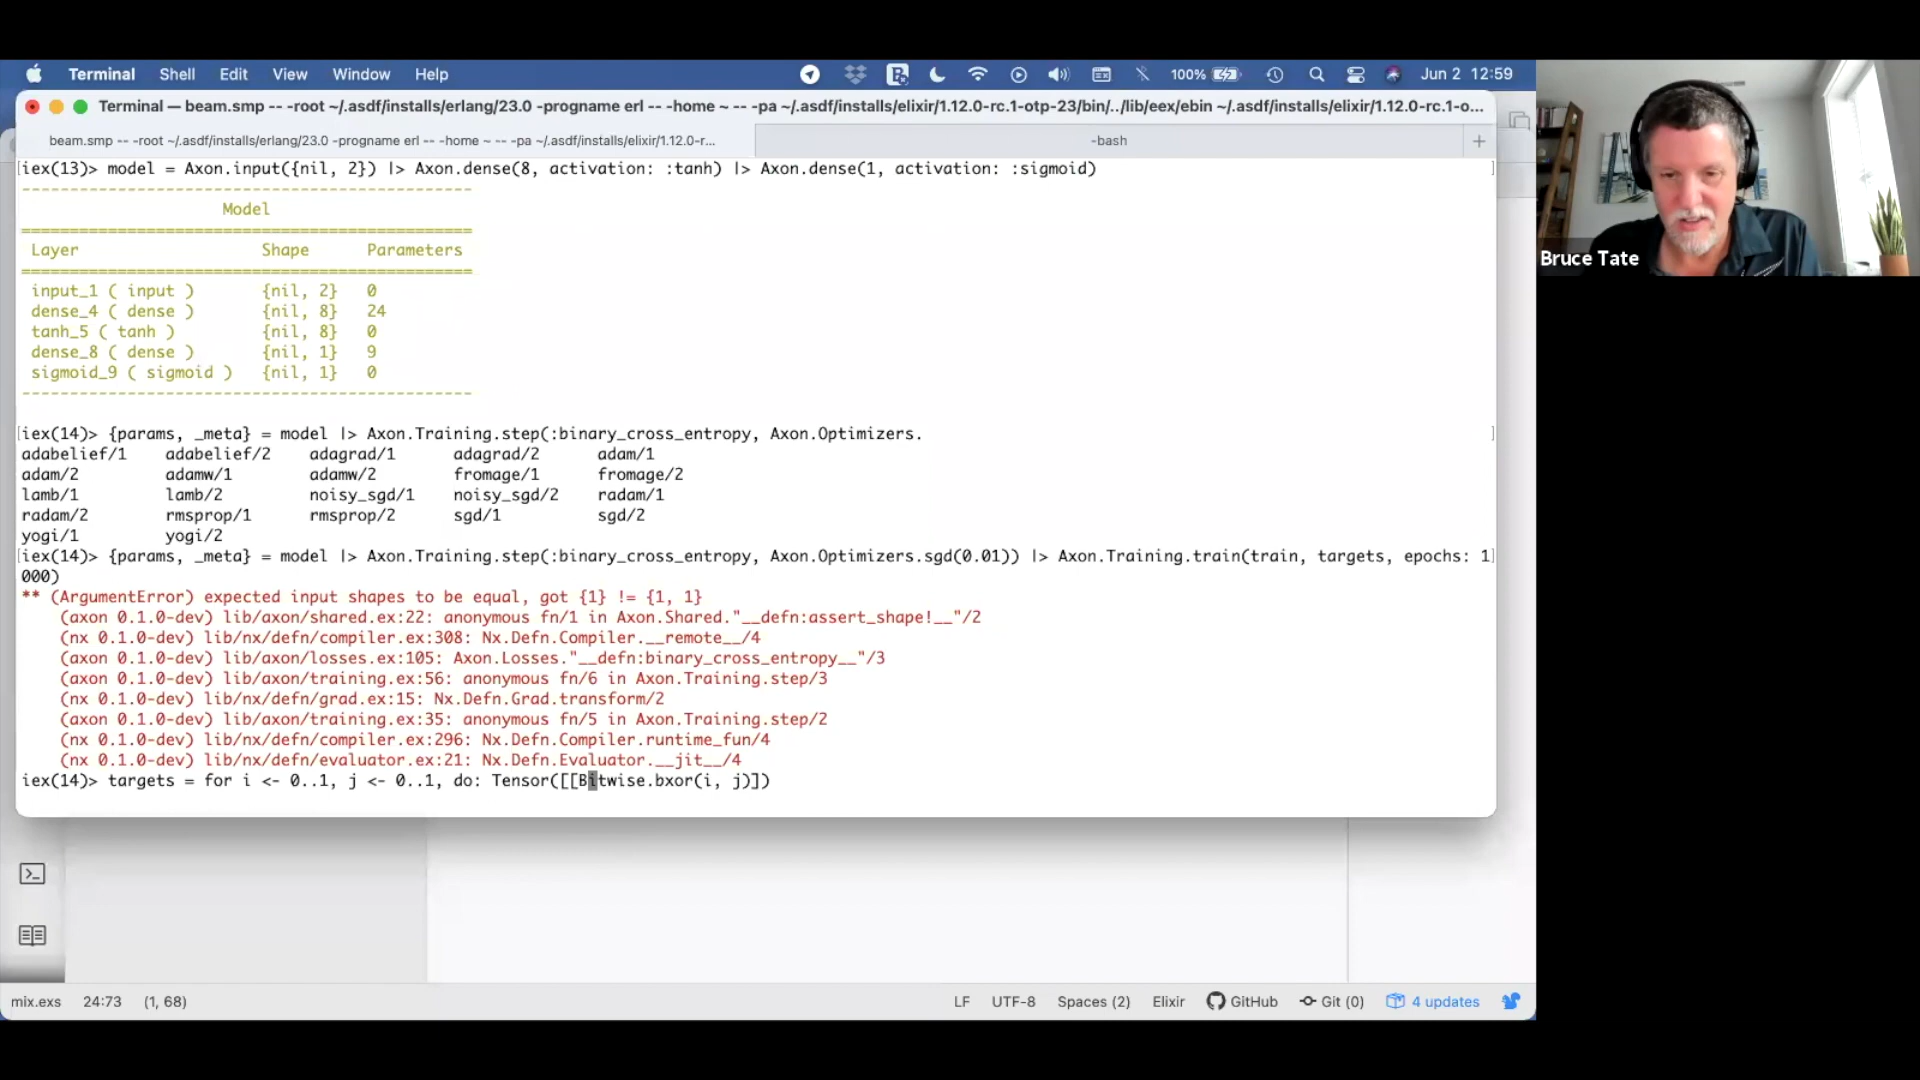 Terminal Shell Edit View Window Help 100% Jun 2 12:59
Terminal — beam.smp -- -root ~/.asdf/installs/erlang/23.0 -progname erl -- -home ~ -- -pa ~/.asdf/installs/elixir/1.12.0-rc.1-otp-23/bin/../lib/eex/ebin ~/.asdf/installs/elixir/1.12.0-rc.1-o...
beam.smp -- -root ~/.asdf/installs/erlang/23.0 -progname erl -- -home ~ -- -pa ~/.asdf/installs/elixir/1.12.0-r... -bash +
[iex(13)> model = Axon.input({nil, 2}) |> Axon.dense(8, activation: :tanh) |> Axon.dense(1, activation: :sigmoid) ]
-----------------------------------------------
Model
===============================================
Layer Shape Parameters
===============================================
input_1 ( input ) {nil, 2} 0
dense_4 ( dense ) {nil, 8} 24
tanh_5 ( tanh ) {nil, 8} 0
dense_8 ( dense ) {nil, 1} 9
sigmoid_9 ( sigmoid ) {nil, 1} 0
-----------------------------------------------
[iex(14)> {params, _meta} = model |> Axon.Training.step(:binary_cross_entropy, Axon.Optimizers. ]
adabelief/1 adabelief/2 adagrad/1 adagrad/2 adam/1
adam/2 adamw/1 adamw/2 fromage/1 fromage/2
lamb/1 lamb/2 noisy_sgd/1 noisy_sgd/2 radam/1
radam/2 rmsprop/1 rmsprop/2 sgd/1 sgd/2
yogi/1 yogi/2
[iex(14)> {params, _meta} = model |> Axon.Training.step(:binary_cross_entropy, Axon.Optimizers.sgd(0.01)) |> Axon.Training.train(train, targets, epochs: 1]
000)
** (ArgumentError) expected input shapes to be equal, got {1} != {1, 1}
(axon 0.1.0-dev) lib/axon/shared.ex:22: anonymous fn/1 in Axon.Shared."__defn:assert_shape!__"/2
(nx 0.1.0-dev) lib/nx/defn/compiler.ex:308: Nx.Defn.Compiler.__remote__/4
(axon 0.1.0-dev) lib/axon/losses.ex:105: Axon.Losses."__defn:binary_cross_entropy__"/3
(axon 0.1.0-dev) lib/axon/training.ex:56: anonymous fn/6 in Axon.Training.step/3
(nx 0.1.0-dev) lib/nx/defn/grad.ex:15: Nx.Defn.Grad.transform/2
(axon 0.1.0-dev) lib/axon/training.ex:35: anonymous fn/5 in Axon.Training.step/2
(nx 0.1.0-dev) lib/nx/defn/compiler.ex:296: Nx.Defn.Compiler.runtime_fun/4
(nx 0.1.0-dev) lib/nx/defn/evaluator.ex:21: Nx.Defn.Evaluator.__jit__/4
iex(14)> targets = for i <- 0..1, j <- 0..1, do: Tensor([[Bitwise.bxor(i, j)]])
Bruce Tate
mix.exs 24:73 (1, 68) LF UTF-8 Spaces (2) Elixir GitHub Git (0) 4 updates